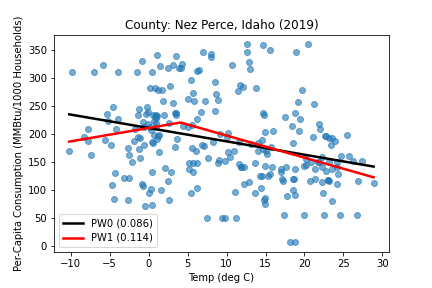 County: Nez Perce, Idaho (2019)
Per-Capita Consumption (MMBtu/1000 Households)
350
300
250
200
150
100
50
0
PW0 (0.086)
PW1 (0.114)
−10 −5 0 5 10 15 20 25 30
Temp (deg C)